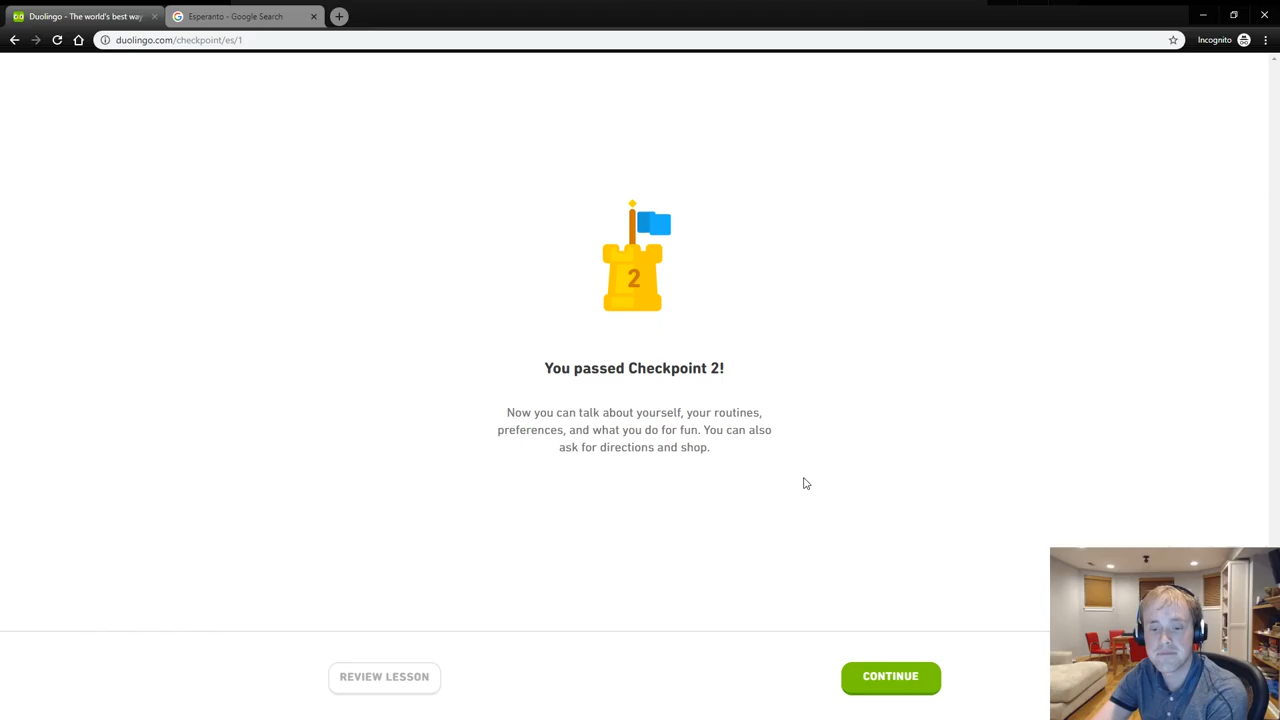 Duolingo - The world's best way
Esperanto - Google Search
duolingo.com/checkpoint/es/1
Incognito
2
You passed Checkpoint 2!
Now you can talk about yourself, your routines,
preferences, and what you do for fun. You can also
ask for directions and shop.
REVIEW LESSON
CONTINUE